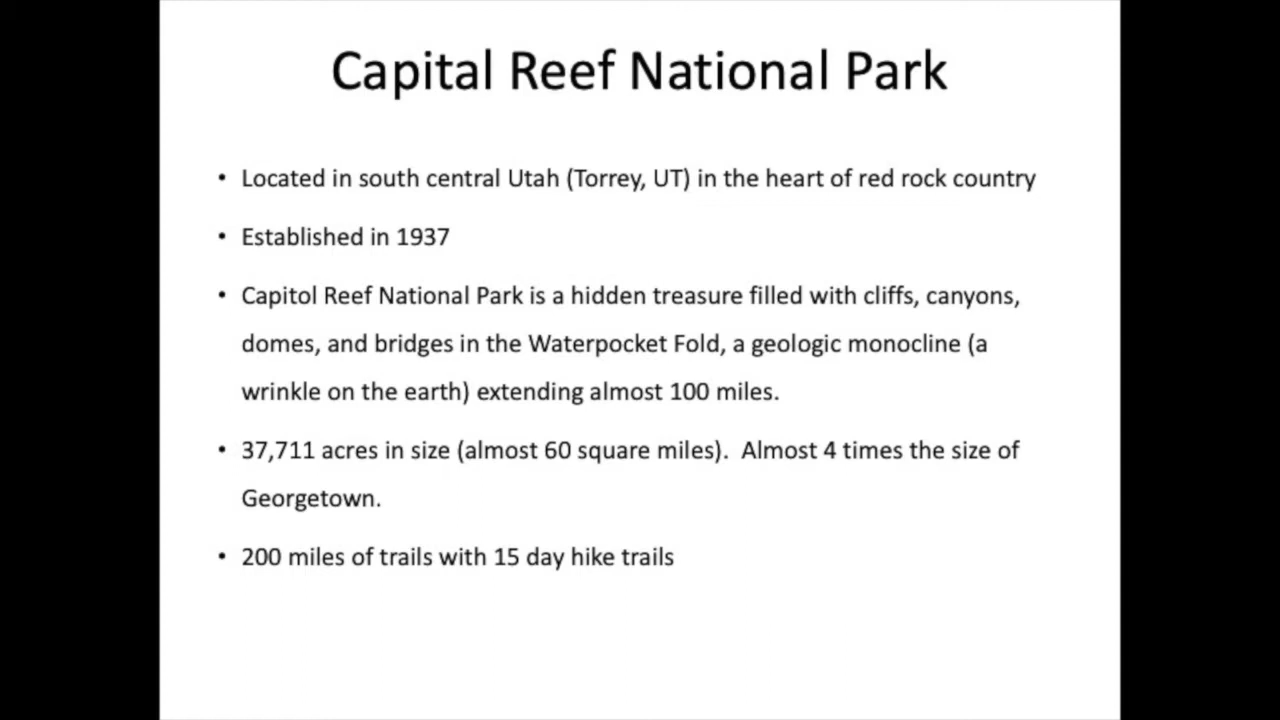 Capital Reef National Park
• Located in south central Utah (Torrey, UT) in the heart of red rock country
• Established in 1937
• Capitol Reef National Park is a hidden treasure filled with cliffs, canyons,
domes, and bridges in the Waterpocket Fold, a geologic monocline (a
wrinkle on the earth) extending almost 100 miles.
• 37,711 acres in size (almost 60 square miles).  Almost 4 times the size of
Georgetown.
• 200 miles of trails with 15 day hike trails